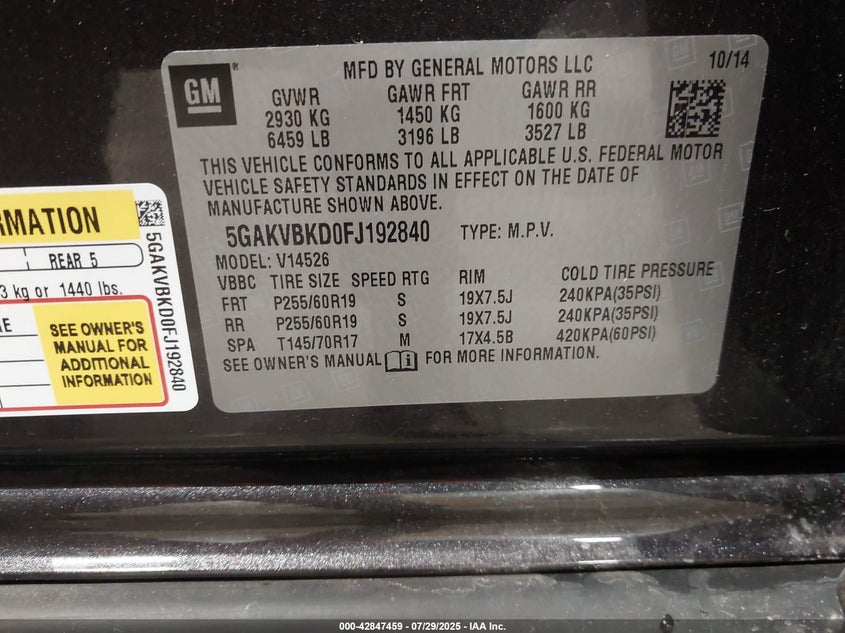 GM
MFD BY GENERAL MOTORS LLC
10/14
GVWR GAWR FRT GAWR RR
2930 KG 1450 KG 1600 KG
6459 LB 3196 LB 3527 LB
THIS VEHICLE CONFORMS TO ALL APPLICABLE U.S. FEDERAL MOTOR
VEHICLE SAFETY STANDARDS IN EFFECT ON THE DATE OF
MANUFACTURE SHOWN ABOVE.
5GAKVBKD0FJ192840 TYPE: M.P.V.
MODEL: V14526
VBBC TIRE SIZE SPEED RTG RIM COLD TIRE PRESSURE
FRT P255/60R19 S 19X7.5J 240KPA(35PSI)
RR P255/60R19 S 19X7.5J 240KPA(35PSI)
SPA T145/70R17 M 17X4.5B 420KPA(60PSI)
SEE OWNER'S MANUAL FOR MORE INFORMATION.
RMATION
REAR 5
3 kg or 1440 lbs.
SEE OWNER'S
MANUAL FOR
ADDITIONAL
INFORMATION
5GAKVBKD0FJ192840
000-42847459 - 07/29/2025 - IAA Inc.